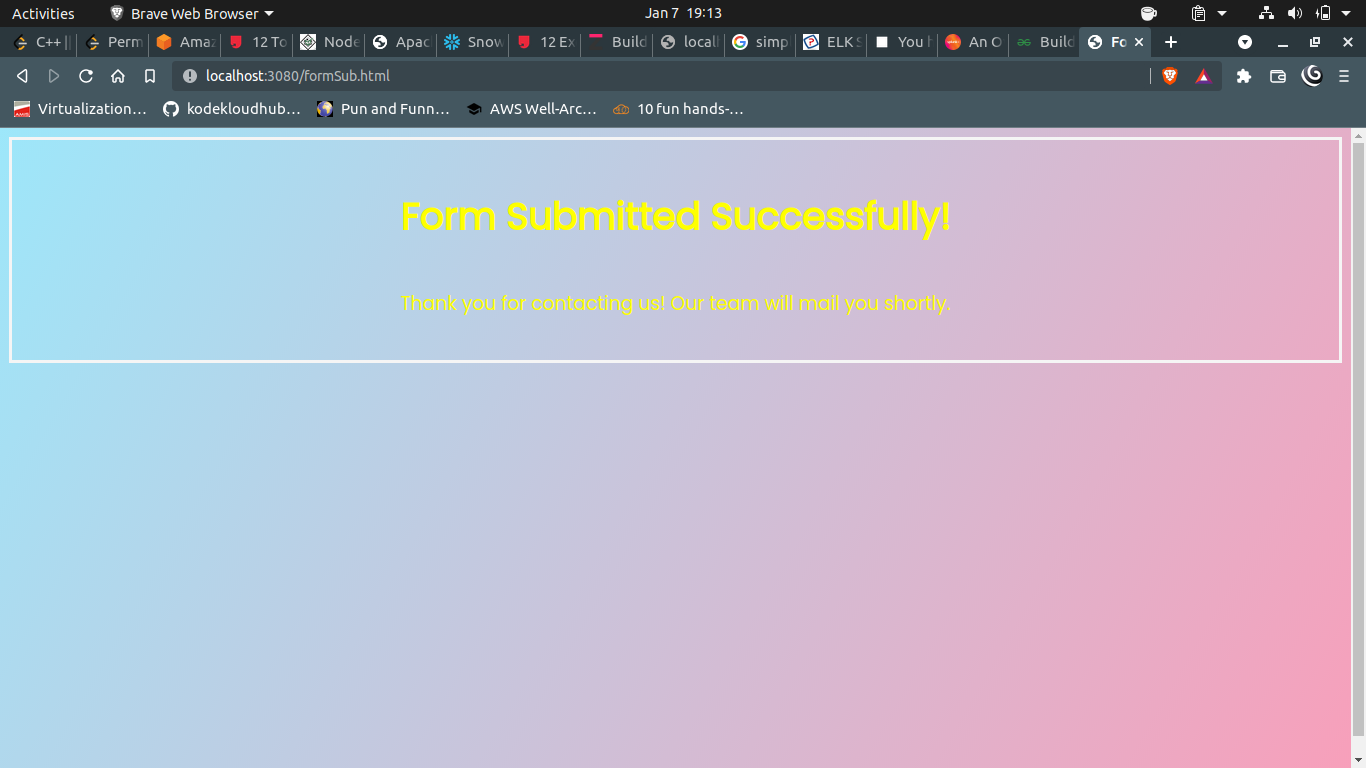 Activities
Brave Web Browser
Jan 7 19:13
C++ ||
Perm
Amaz
12 To
Node
Apac
Snow
12 Ex
Build
local
simp
ELK S
You h
An O
Build
Fo
localhost:3080/formSub.html
Virtualization…
kodekloudhub…
Pun and Funn…
AWS Well-Arc…
10 fun hands-…
Form Submitted Successfully!
Thank you for contacting us! Our team will mail you shortly.